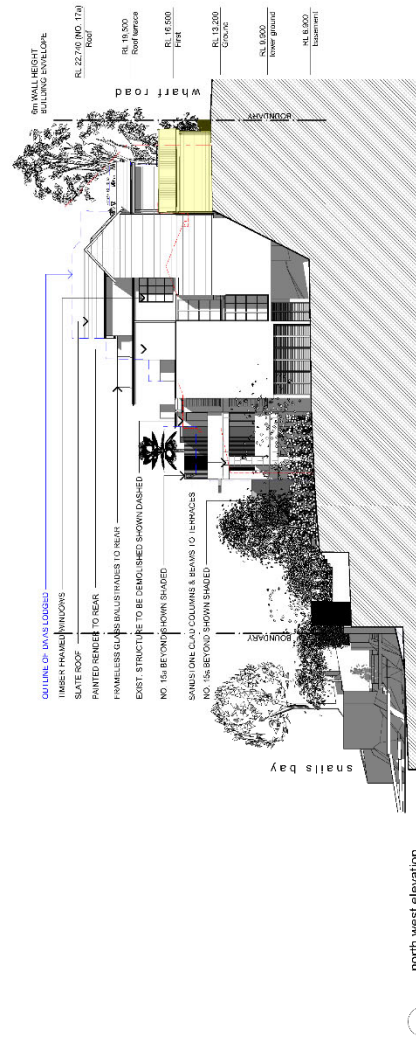 6m WALL HEIGHT
BUILDING ENVELOPE
RL 22,740 (NO. 17a)
Roof
RL 19,500
Roof terrace
RL 16,500
First
RL 13,200
Ground
RL 9,900
lower ground
RL 6,900
basement
wharf road
BOUNDARY
OUTLINE OF DA AS LODGED
TIMBER FRAMED WINDOWS
SLATE ROOF
PAINTED RENDER TO REAR
FRAMELESS GLASS BALUSTRADES TO REAR
EXIST. STRUCTURE TO BE DEMOLISHED SHOWN DASHED
NO. 15a BEYOND SHOWN SHADED
SANDSTONE CLAD COLUMNS & BEAMS TO TERRACES
NO. 15s BEYOND SHOWN SHADED
BOUNDARY
snails bay
north west elevation